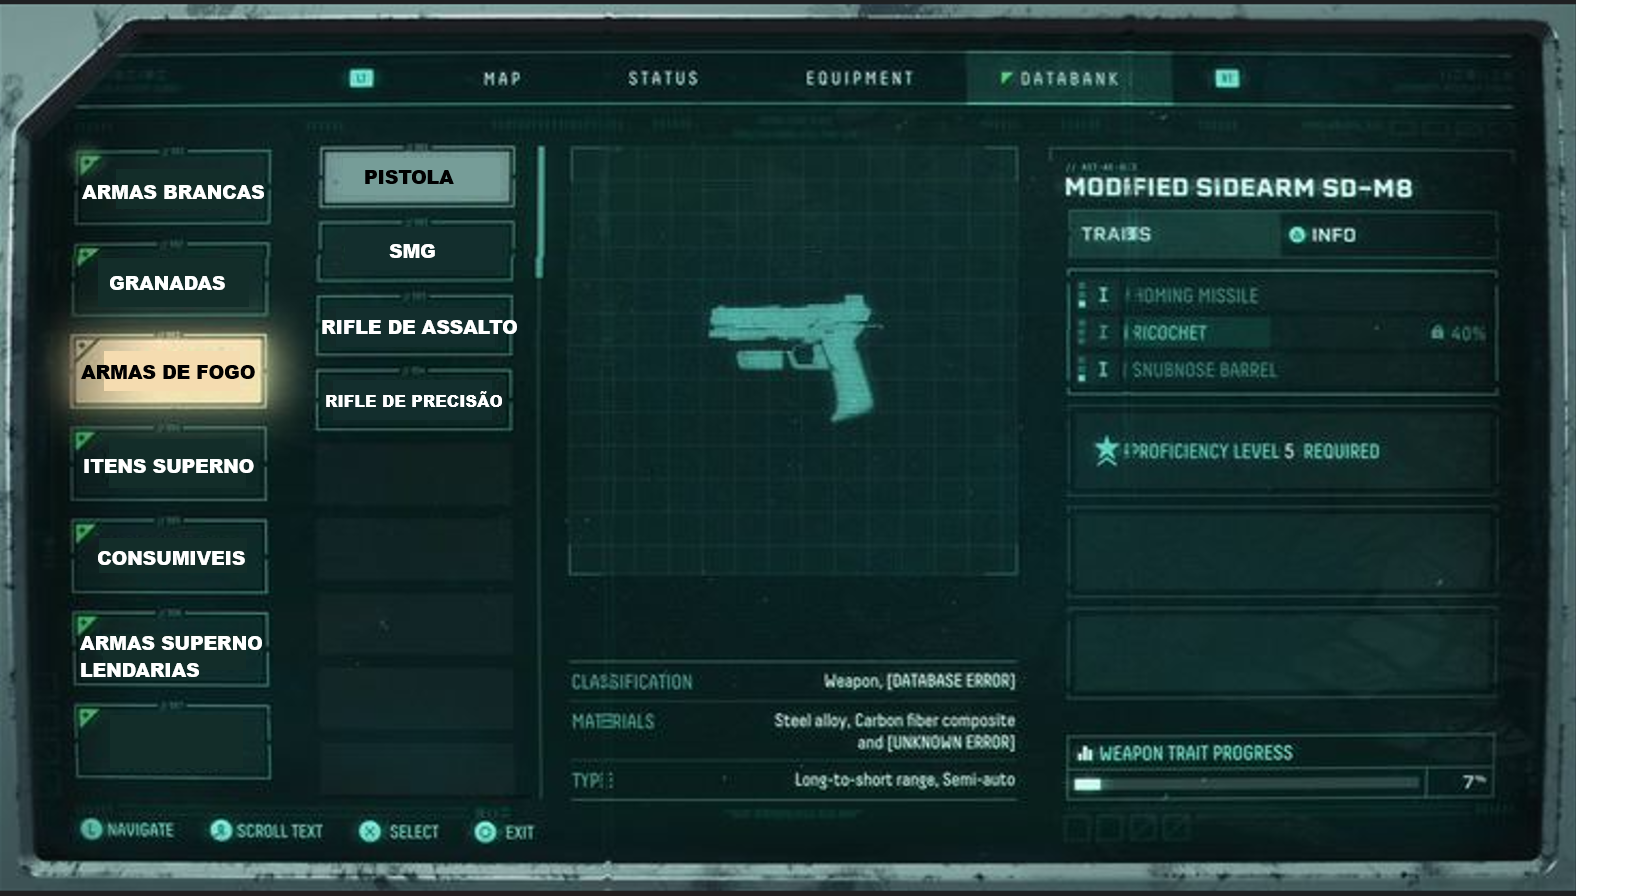 MAP
STATUS
EQUIPMENT
DATABANK
ARMAS BRANCAS
GRANADAS
ARMAS DE FOGO
ITENS SUPERNO
CONSUMIVEIS
ARMAS SUPERNO
LENDARIAS
PISTOLA
SMG
RIFLE DE ASSALTO
RIFLE DE PRECISÃO
CLASSIFICATION Weapon, [DATABASE ERROR]
MATERIALS Steel alloy, Carbon fiber composite
and [UNKNOWN ERROR]
TYPE Long-to-short range, Semi-auto
MODIFIED SIDEARM SD-M8
TRAITS INFO
I HOMING MISSILE
I RICOCHET 40%
I SNUBNOSE BARREL
PROFICIENCY LEVEL 5 REQUIRED
WEAPON TRAIT PROGRESS
7%
L NAVIGATE SCROLL TEXT SELECT EXIT